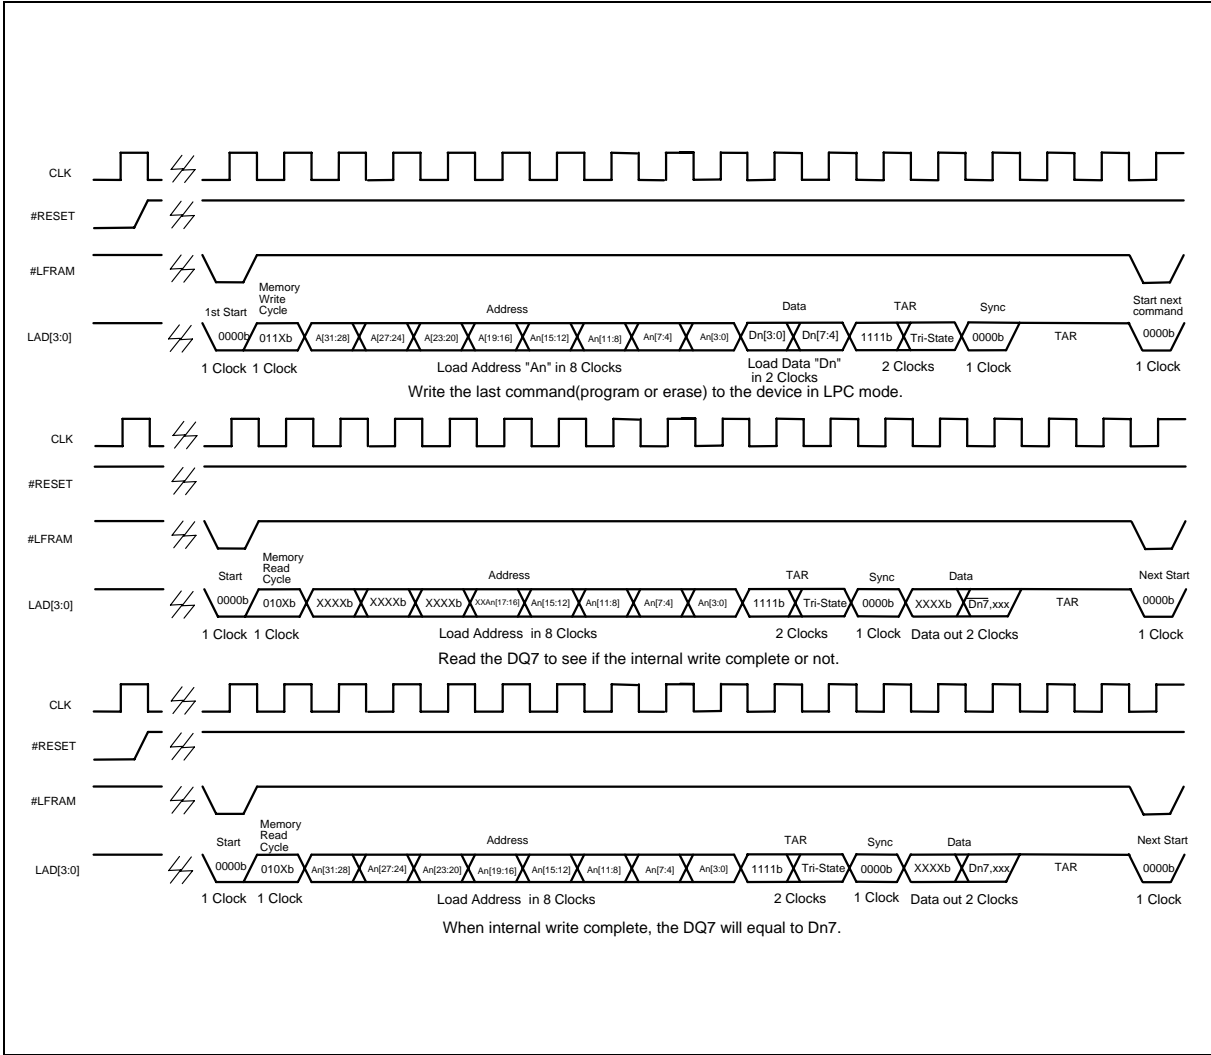 CLK
#RESET
#LFRAM
Memory
Write
Cycle
1st Start
Address
Data
TAR
Sync
Start next
command
LAD[3:0]
0000b 011Xb A[31:28] A[27:24] A[23:20] A[19:16] An[15:12] An[11:8] An[7:4] An[3:0] Dn[3:0] Dn[7:4] 1111b Tri-State 0000b TAR 0000b
1 Clock 1 Clock Load Address "An" in 8 Clocks Load Data "Dn"
in 2 Clocks
2 Clocks 1 Clock 1 Clock
Write the last command(program or erase) to the device in LPC mode.
CLK
#RESET
#LFRAM
Memory
Read
Cycle
Start
Address
TAR
Sync
Data
Next Start
LAD[3:0]
0000b 010Xb XXXXb XXXXb XXXXb XXAn[17:16] An[15:12] An[11:8] An[7:4] An[3:0] 1111b Tri-State 0000b XXXXb Dn7,xxx TAR 0000b
1 Clock 1 Clock Load Address in 8 Clocks 2 Clocks 1 Clock Data out 2 Clocks 1 Clock
Read the DQ7 to see if the internal write complete or not.
CLK
#RESET
#LFRAM
Memory
Read
Cycle
Start
Address
TAR
Sync
Data
Next Start
LAD[3:0]
0000b 010Xb An[31:28] An[27:24] An[23:20] An[19:16] An[15:12] An[11:8] An[7:4] An[3:0] 1111b Tri-State 0000b XXXXb Dn7,xxx TAR 0000b
1 Clock 1 Clock Load Address in 8 Clocks 2 Clocks 1 Clock Data out 2 Clocks 1 Clock
When internal write complete, the DQ7 will equal to Dn7.